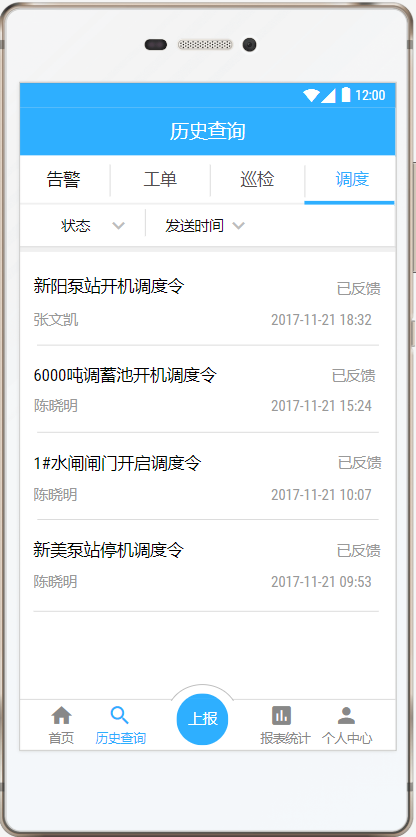 12:00
历史查询
告警 工单 巡检 调度
状态 发送时间
新阳泵站开机调度令 已反馈
张文凯 2017-11-21 18:32
6000吨调蓄池开机调度令 已反馈
陈晓明 2017-11-21 15:24
1#水闸闸门开启调度令 已反馈
陈晓明 2017-11-21 10:07
新美泵站停机调度令 已反馈
陈晓明 2017-11-21 09:53
首页 历史查询 上报 报表统计 个人中心